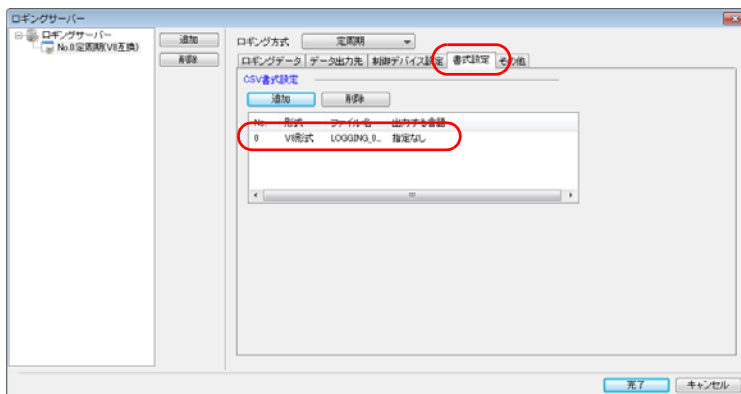 ロギングサーバー
ロギングサーバー
No.0:定周期(V8互換)
追加
削除
ロギング方式 定周期
ロギングデータ データ出力先 制御デバイス設定 書式設定 その他
CSV書式設定
追加 削除
No. 形式 ファイル名 出力する言語
0 V8形式 LOGGING_0... 指定なし
完了 キャンセル